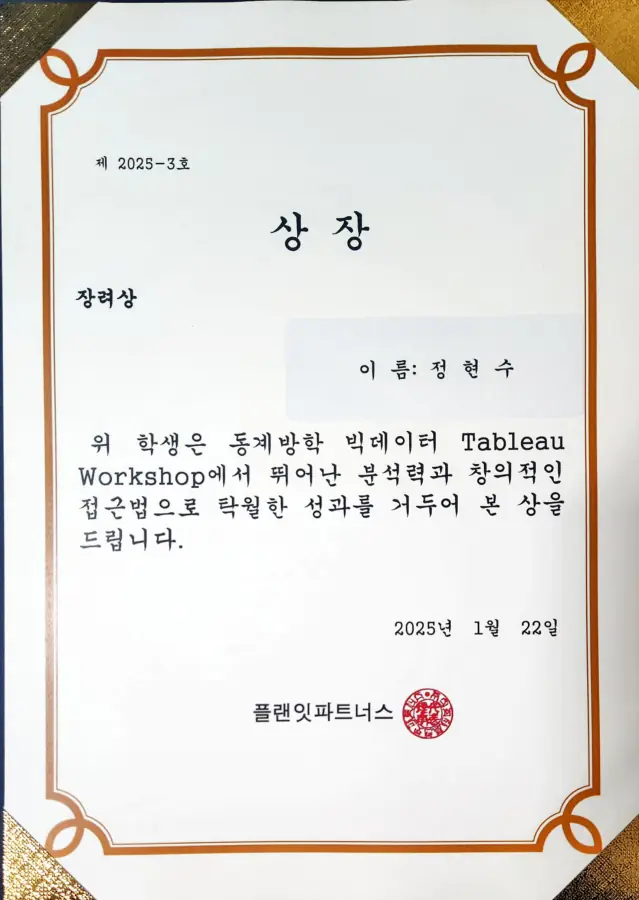 제 2025-3호
상 장
장려상
이 름: 정 현 수
위 학생은 동계방학 빅데이터 Tableau
Workshop에서 뛰어난 분석력과 창의적인
접근법으로 탁월한 성과를 거두어 본 상을
드립니다.
2025년 1월 22일
플랜잇파트너스